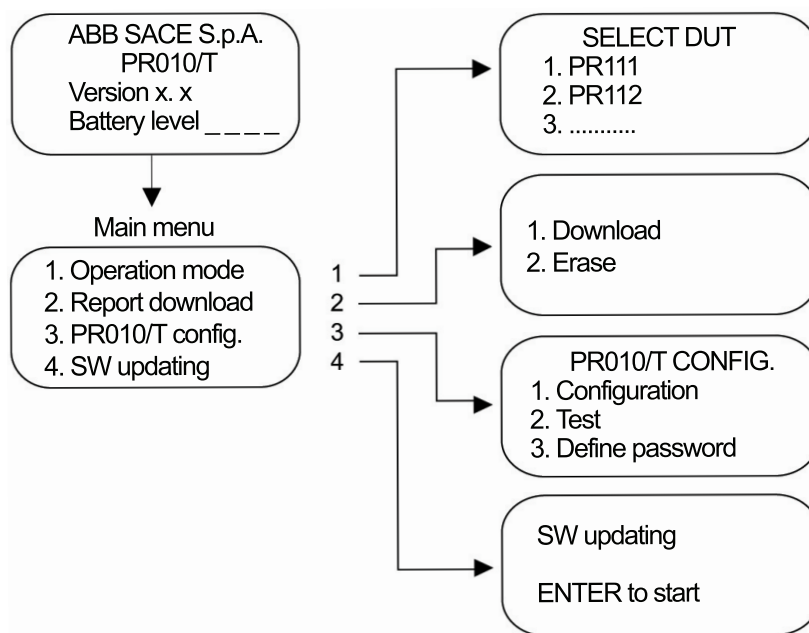 ABB SACE S.p.A.
PR010/T
Version x. x
Battery level _ _ _ _
Main menu
1. Operation mode
2. Report download
3. PR010/T config.
4. SW updating
1
2
3
4
SELECT DUT
1. PR111
2. PR112
3. ...........
1. Download
2. Erase
PR010/T CONFIG.
1. Configuration
2. Test
3. Define password
SW updating
ENTER to start